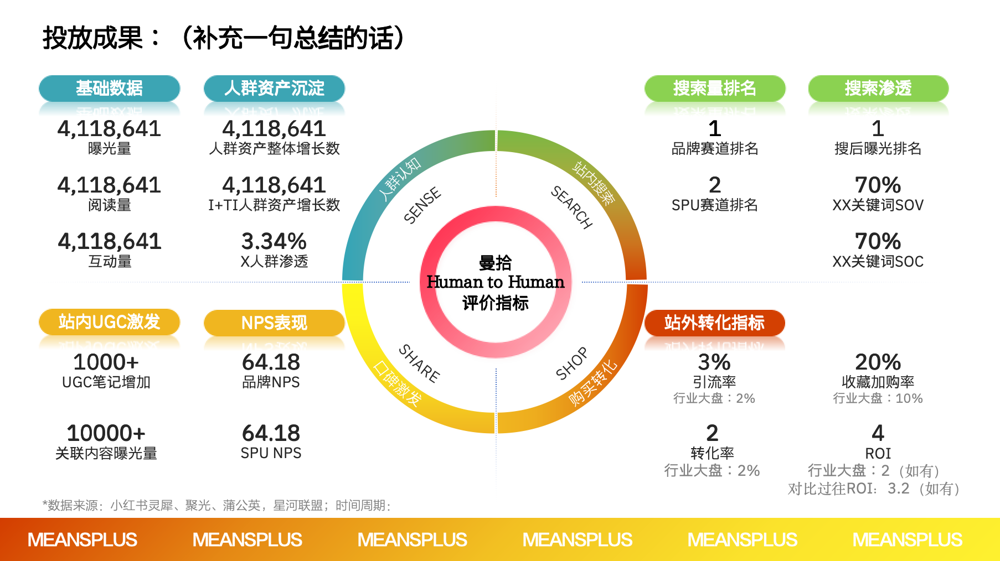 投放成果：（补充一句总结的话）
基础数据
4,118,641
曝光量
4,118,641
阅读量
4,118,641
互动量
人群资产沉淀
4,118,641
人群资产整体增长数
4,118,641
I+TI人群资产增长数
3.34%
X人群渗透
人群认知
SENSE
站内搜索
SEARCH
曼拾
Human to Human
评价指标
口碑激发
SHARE
购买转化
SHOP
搜索量排名
1
品牌赛道排名
2
SPU赛道排名
搜索渗透
1
搜后曝光排名
70%
XX关键词SOV
70%
XX关键词SOC
站内UGC激发
1000+
UGC笔记增加
10000+
关联内容曝光量
NPS表现
64.18
品牌NPS
64.18
SPU NPS
站外转化指标
3%
引流率
行业大盘：2%
2
转化率
行业大盘：2%
20%
收藏加购率
行业大盘：10%
4
ROI
行业大盘：2（如有）
对比过往ROI：3.2（如有）
*数据来源：小红书灵犀、聚光、蒲公英，星河联盟；时间周期：
MEANSPLUS MEANSPLUS MEANSPLUS MEANSPLUS MEANSPLUS MEANSPLUS